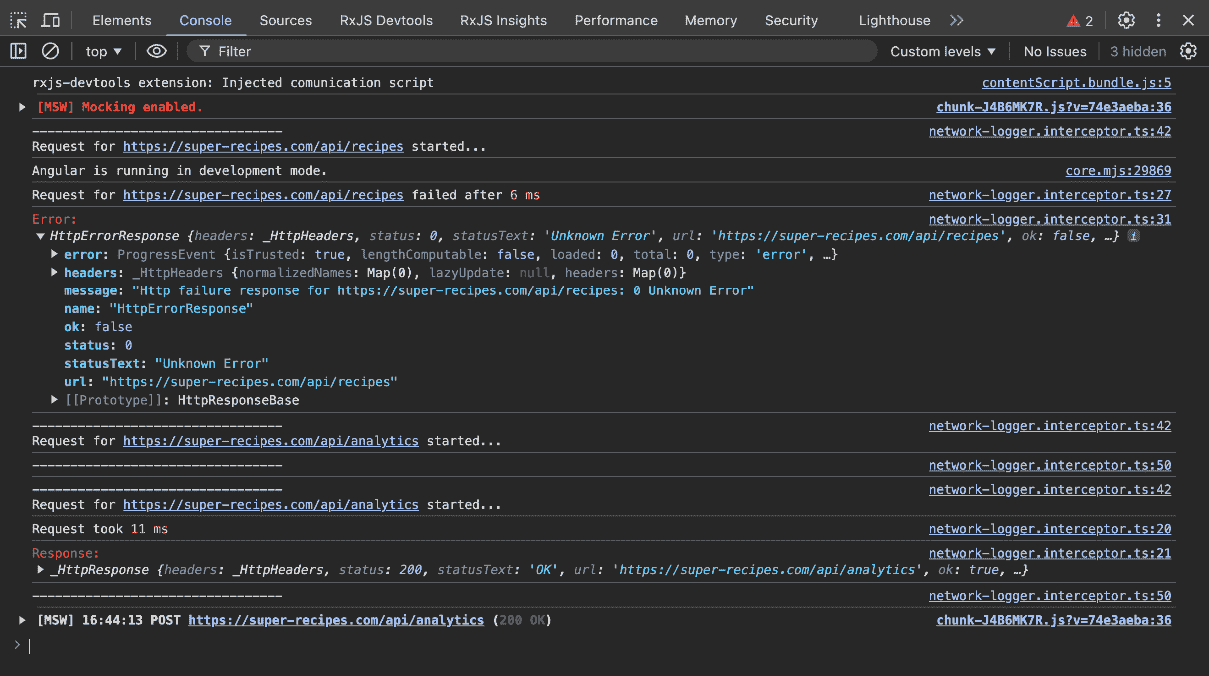 Elements Console Sources RxJS Devtools RxJS Insights Performance Memory Security Lighthouse 2
top Filter Custom levels No Issues 3 hidden
rxjs-devtools extension: Injected comunication script contentScript.bundle.js:5
[MSW] Mocking enabled. chunk-J4B6MK7R.js?v=74e3aeba:36
--------------------------------- network-logger.interceptor.ts:42
Request for https://super-recipes.com/api/recipes started...
Angular is running in development mode. core.mjs:29869
Request for https://super-recipes.com/api/recipes failed after 6 ms network-logger.interceptor.ts:27
Error: network-logger.interceptor.ts:31
HttpErrorResponse {headers: _HttpHeaders, status: 0, statusText: 'Unknown Error', url: 'https://super-recipes.com/api/recipes', ok: false, …} i
error: ProgressEvent {isTrusted: true, lengthComputable: false, loaded: 0, total: 0, type: 'error', …}
headers: _HttpHeaders {normalizedNames: Map(0), lazyUpdate: null, headers: Map(0)}
message: "Http failure response for https://super-recipes.com/api/recipes: 0 Unknown Error"
name: "HttpErrorResponse"
ok: false
status: 0
statusText: "Unknown Error"
url: "https://super-recipes.com/api/recipes"
[[Prototype]]: HttpResponseBase
--------------------------------- network-logger.interceptor.ts:42
Request for https://super-recipes.com/api/analytics started...
--------------------------------- network-logger.interceptor.ts:50
--------------------------------- network-logger.interceptor.ts:42
Request for https://super-recipes.com/api/analytics started...
Request took 11 ms network-logger.interceptor.ts:20
Response: network-logger.interceptor.ts:21
_HttpResponse {headers: _HttpHeaders, status: 200, statusText: 'OK', url: 'https://super-recipes.com/api/analytics', ok: true, …}
--------------------------------- network-logger.interceptor.ts:50
[MSW] 16:44:13 POST https://super-recipes.com/api/analytics (200 OK) chunk-J4B6MK7R.js?v=74e3aeba:36